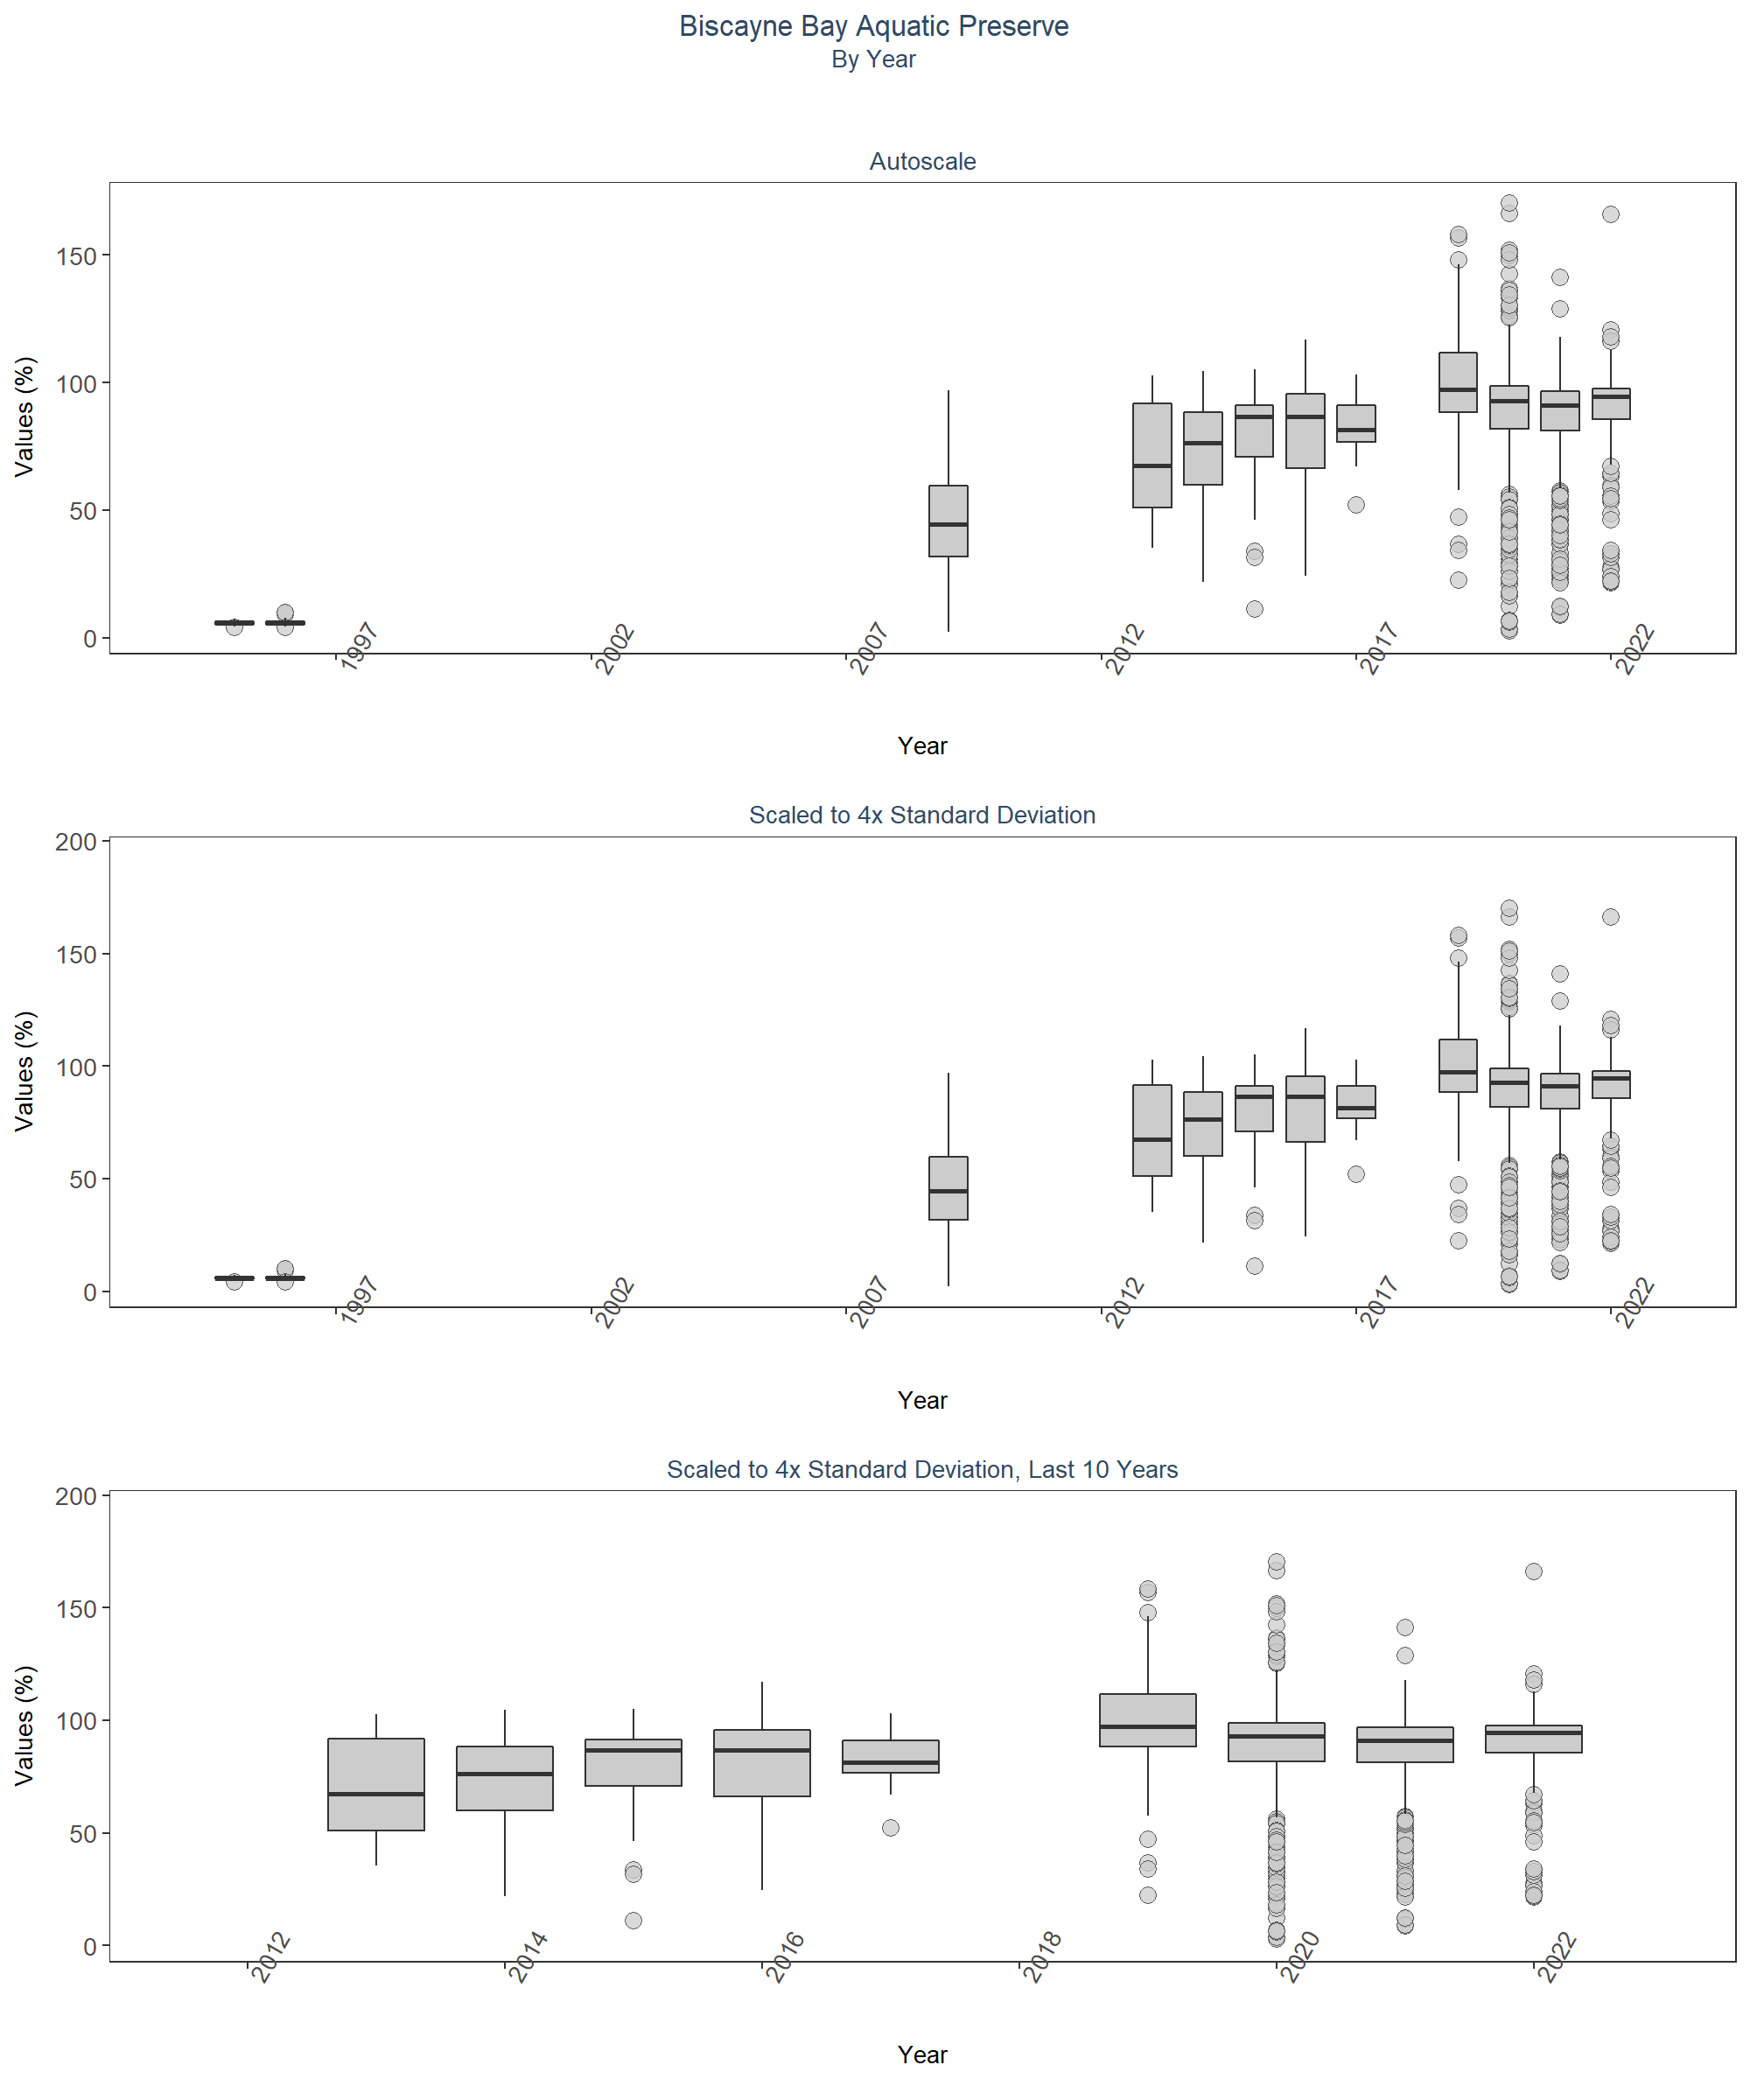 Biscayne Bay Aquatic Preserve
By Year
Autoscale
Values (%)
150
100
50
0
1997
2002
2007
2012
2017
2022
Year
Scaled to 4x Standard Deviation
Values (%)
200
150
100
50
0
1997
2002
2007
2012
2017
2022
Year
Scaled to 4x Standard Deviation, Last 10 Years
Values (%)
200
150
100
50
0
2012
2014
2016
2018
2020
2022
Year